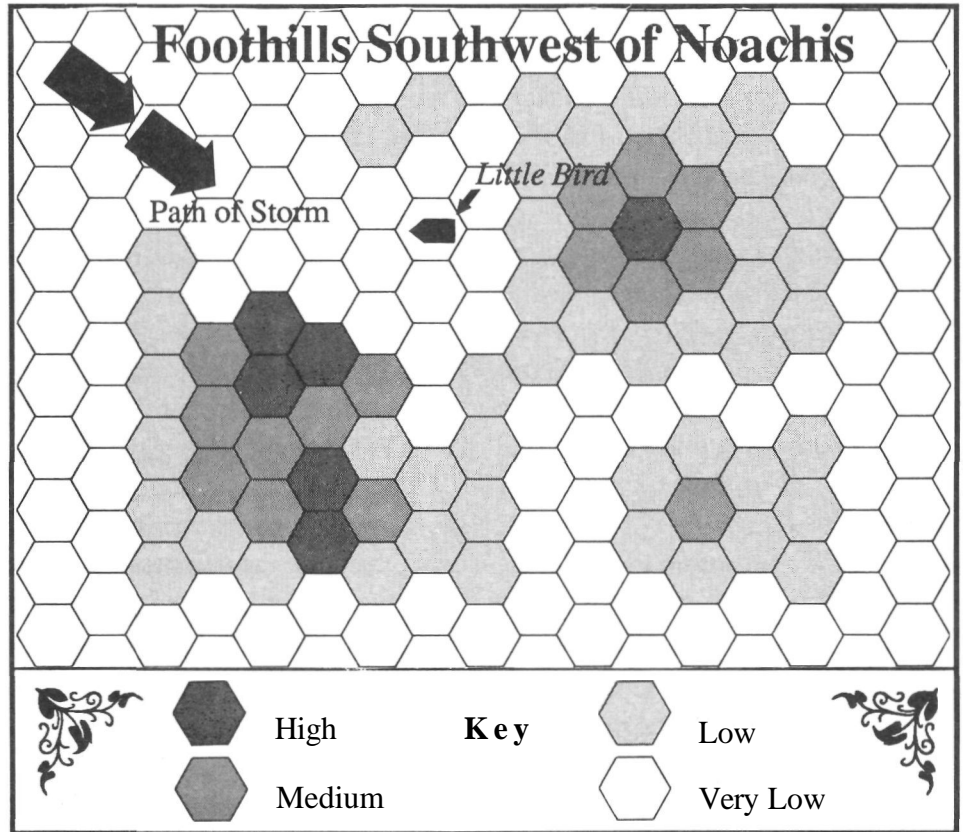 Foothills Southwest of Noachis
Little Bird
Path of Storm
High
Key
Low
Medium
Very Low